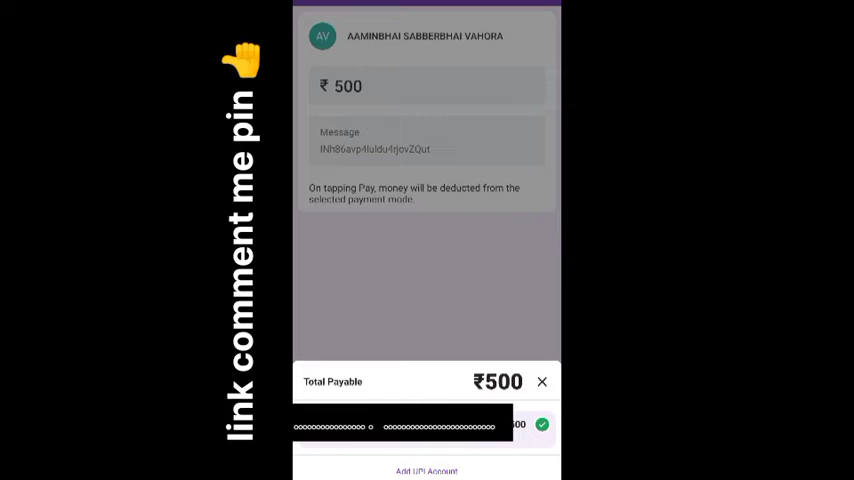 link comment me pin
AV AAMINBHAI SABBERBHAI VAHORA
₹ 500
Message
On tapping Pay, money will be deducted from the
selected payment mode.
Total Payable ₹500
Add UPI Account